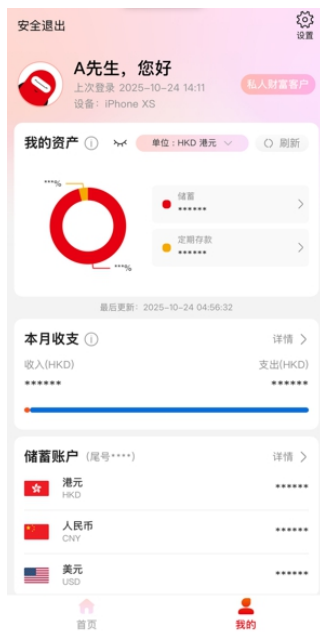 安全退出
设置
A先生，您好
上次登录 2025-10-24 14:11
私人财富客户
设备：iPhone XS
我的资产
单位：HKD 港元
刷新
***%
储蓄
******
定期存款
******
***%
最后更新：2025-10-24 04:56:32
本月收支
详情
收入(HKD)
支出(HKD)
******
******
储蓄账户（尾号****）
详情
港元
HKD
******
人民币
CNY
******
美元
USD
******
首页
我的